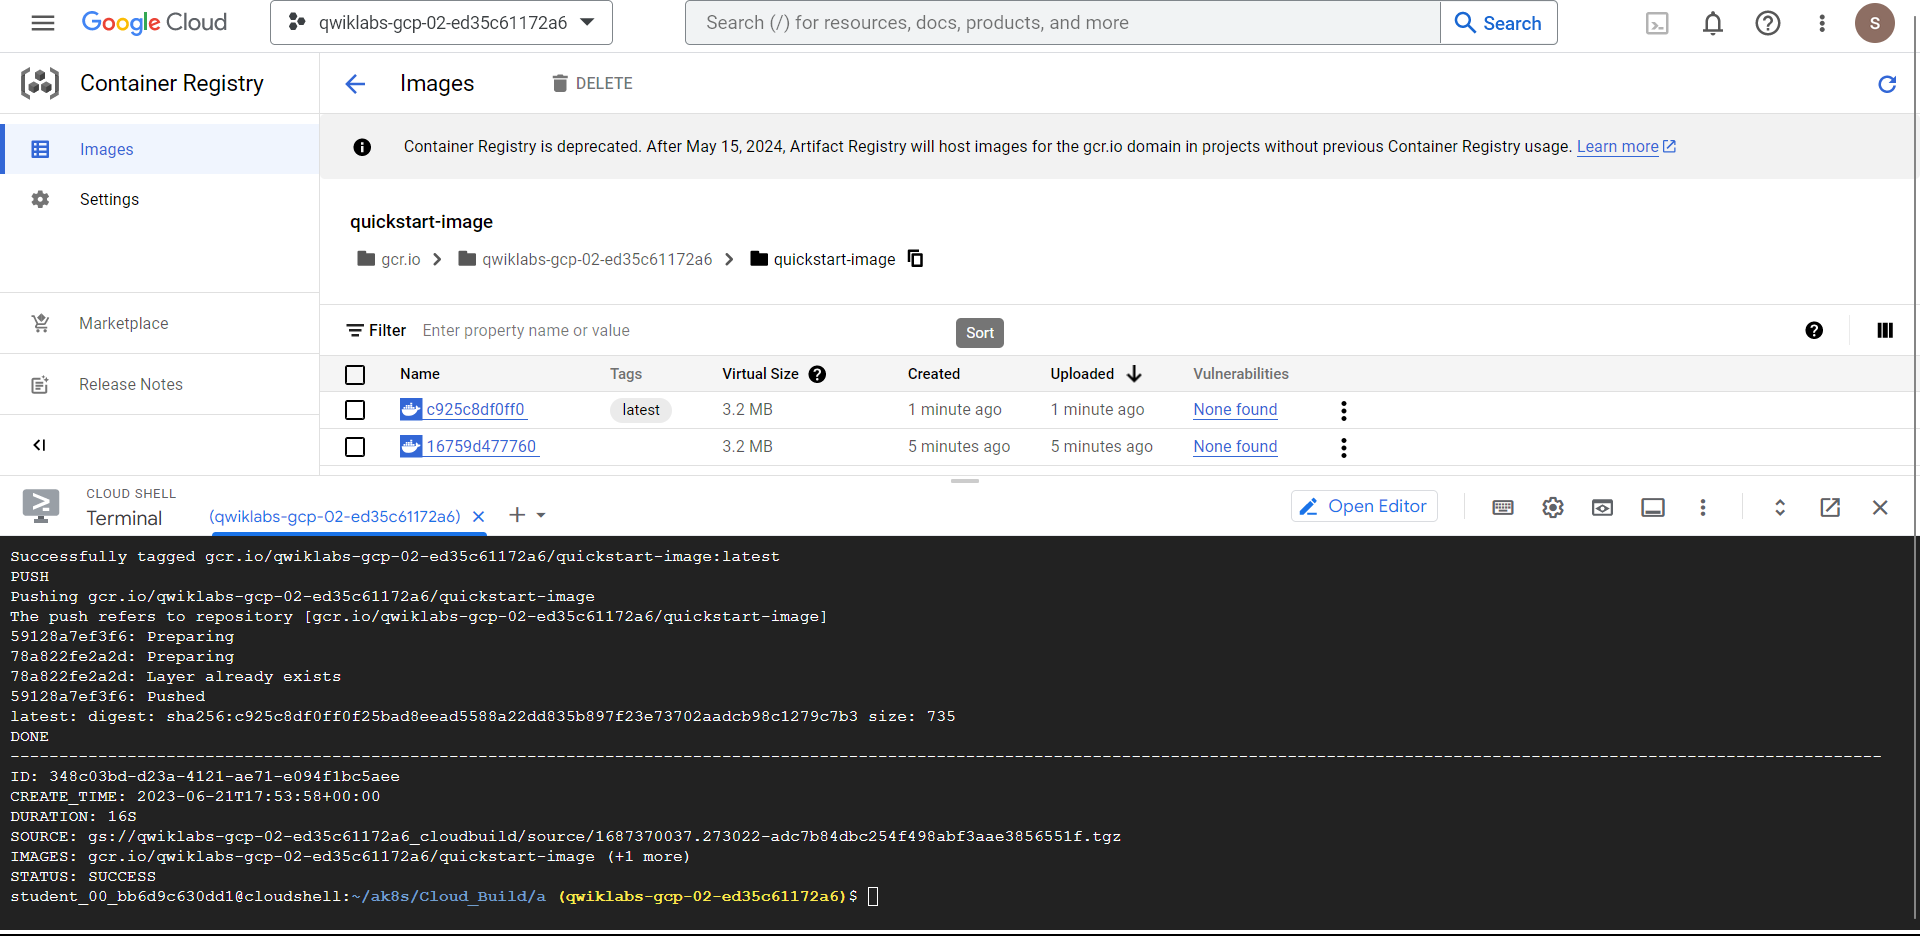 Google Cloud
qwiklabs-gcp-02-ed35c61172a6
Search (/) for resources, docs, products, and more
Search
S
Container Registry
Images
DELETE
Images
Settings
Marketplace
Release Notes
Container Registry is deprecated. After May 15, 2024, Artifact Registry will host images for the gcr.io domain in projects without previous Container Registry usage. Learn more
quickstart-image
gcr.io > qwiklabs-gcp-02-ed35c61172a6 > quickstart-image
Filter Enter property name or value
Sort
Name Tags Virtual Size Created Uploaded Vulnerabilities
c925c8df0ff0 latest 3.2 MB 1 minute ago 1 minute ago None found
16759d477760 3.2 MB 5 minutes ago 5 minutes ago None found
CLOUD SHELL
Terminal
(qwiklabs-gcp-02-ed35c61172a6)
Open Editor
Successfully tagged gcr.io/qwiklabs-gcp-02-ed35c61172a6/quickstart-image:latest
PUSH
Pushing gcr.io/qwiklabs-gcp-02-ed35c61172a6/quickstart-image
The push refers to repository [gcr.io/qwiklabs-gcp-02-ed35c61172a6/quickstart-image]
59128a7ef3f6: Preparing
78a822fe2a2d: Preparing
78a822fe2a2d: Layer already exists
59128a7ef3f6: Pushed
latest: digest: sha256:c925c8df0ff0f25bad8eead5588a22dd835b897f23e73702aadcb98c1279c7b3 size: 735
DONE
ID: 348c03bd-d23a-4121-ae71-e094f1bc5aee
CREATE_TIME: 2023-06-21T17:53:58+00:00
DURATION: 16S
SOURCE: gs://qwiklabs-gcp-02-ed35c61172a6_cloudbuild/source/1687370037.273022-adc7b84dbc254f498abf3aae3856551f.tgz
IMAGES: gcr.io/qwiklabs-gcp-02-ed35c61172a6/quickstart-image (+1 more)
STATUS: SUCCESS
student_00_bb6d9c630dd1@cloudshell:~/ak8s/Cloud_Build/a (qwiklabs-gcp-02-ed35c61172a6)$